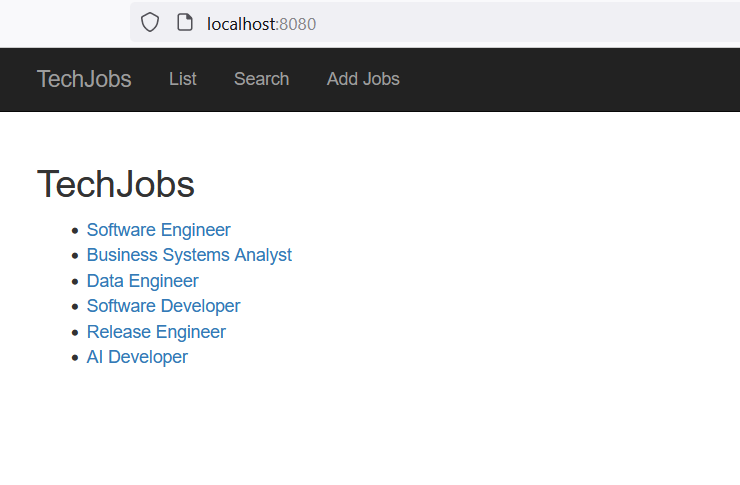 localhost:8080
TechJobs List Search Add Jobs
TechJobs
Software Engineer
Business Systems Analyst
Data Engineer
Software Developer
Release Engineer
AI Developer